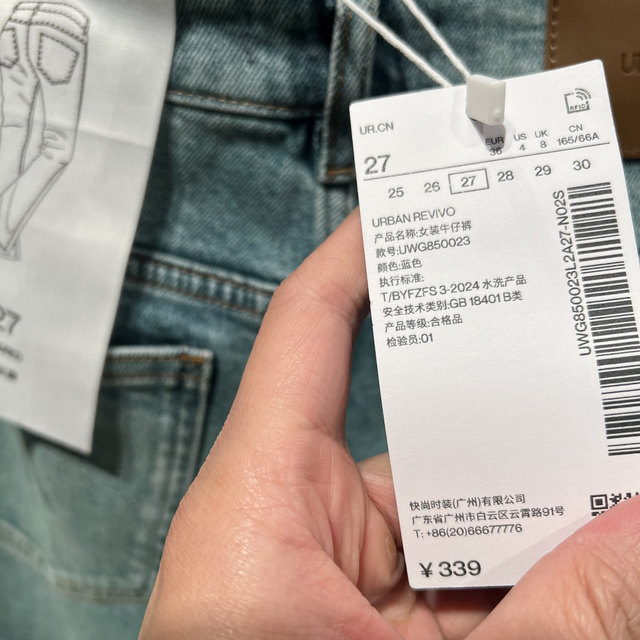 UR.CN
RFID
27
EUR 36
US 4
UK 8
CN 165/66A
25 26 27 28 29 30
URBAN REVIVO
产品名称:女装牛仔裤
款号:UWG850023
颜色:蓝色
执行标准:
T/BYFZFS 3-2024 水洗产品
安全技术类别:GB 18401 B类
产品等级:合格品
检验员:01
UWG850023L2A27-N02S
快尚时装(广州)有限公司
广东省广州市白云区云霄路91号
T: +86(20)66677776
¥ 339
27